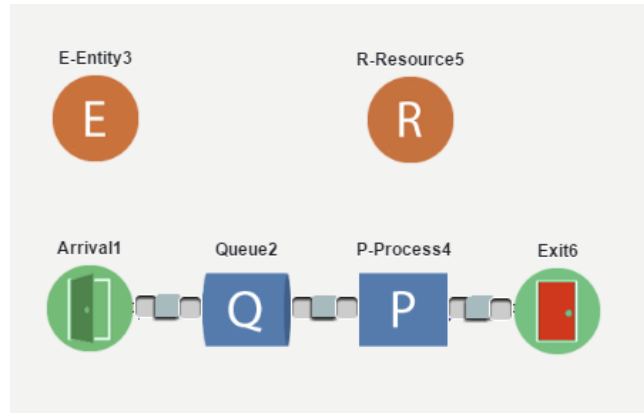 E-Entity3
R-Resource5
E
R
Arrival1
Queue2
P-Process4
Exit6
Q
P